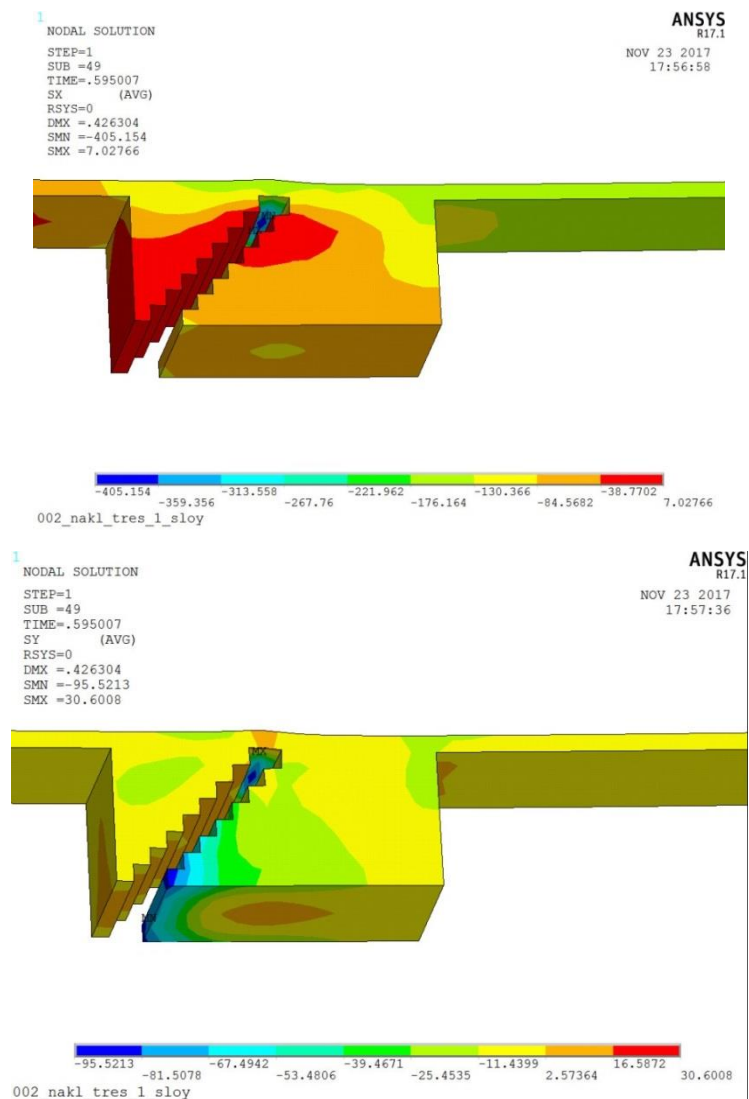 1
NODAL SOLUTION
ANSYS
R17.1
STEP=1
SUB =49
TIME=.595007
SX (AVG)
RSYS=0
DMX =.426304
SMN =-405.154
SMX =7.02766
NOV 23 2017
17:56:58
-405.154 -313.558 -221.962 -130.366 -38.7702
-359.356 -267.76 -176.164 -84.5682 7.02766
002_nakl_tres_1_sloy
1
NODAL SOLUTION
ANSYS
R17.1
STEP=1
SUB =49
TIME=.595007
SY (AVG)
RSYS=0
DMX =.426304
SMN =-95.5213
SMX =30.6008
NOV 23 2017
17:57:36
MX
MN
-95.5213 -67.4942 -39.4671 -11.4399 16.5872
-81.5078 -53.4806 -25.4535 2.57364 30.6008
002 nakl tres 1 sloy